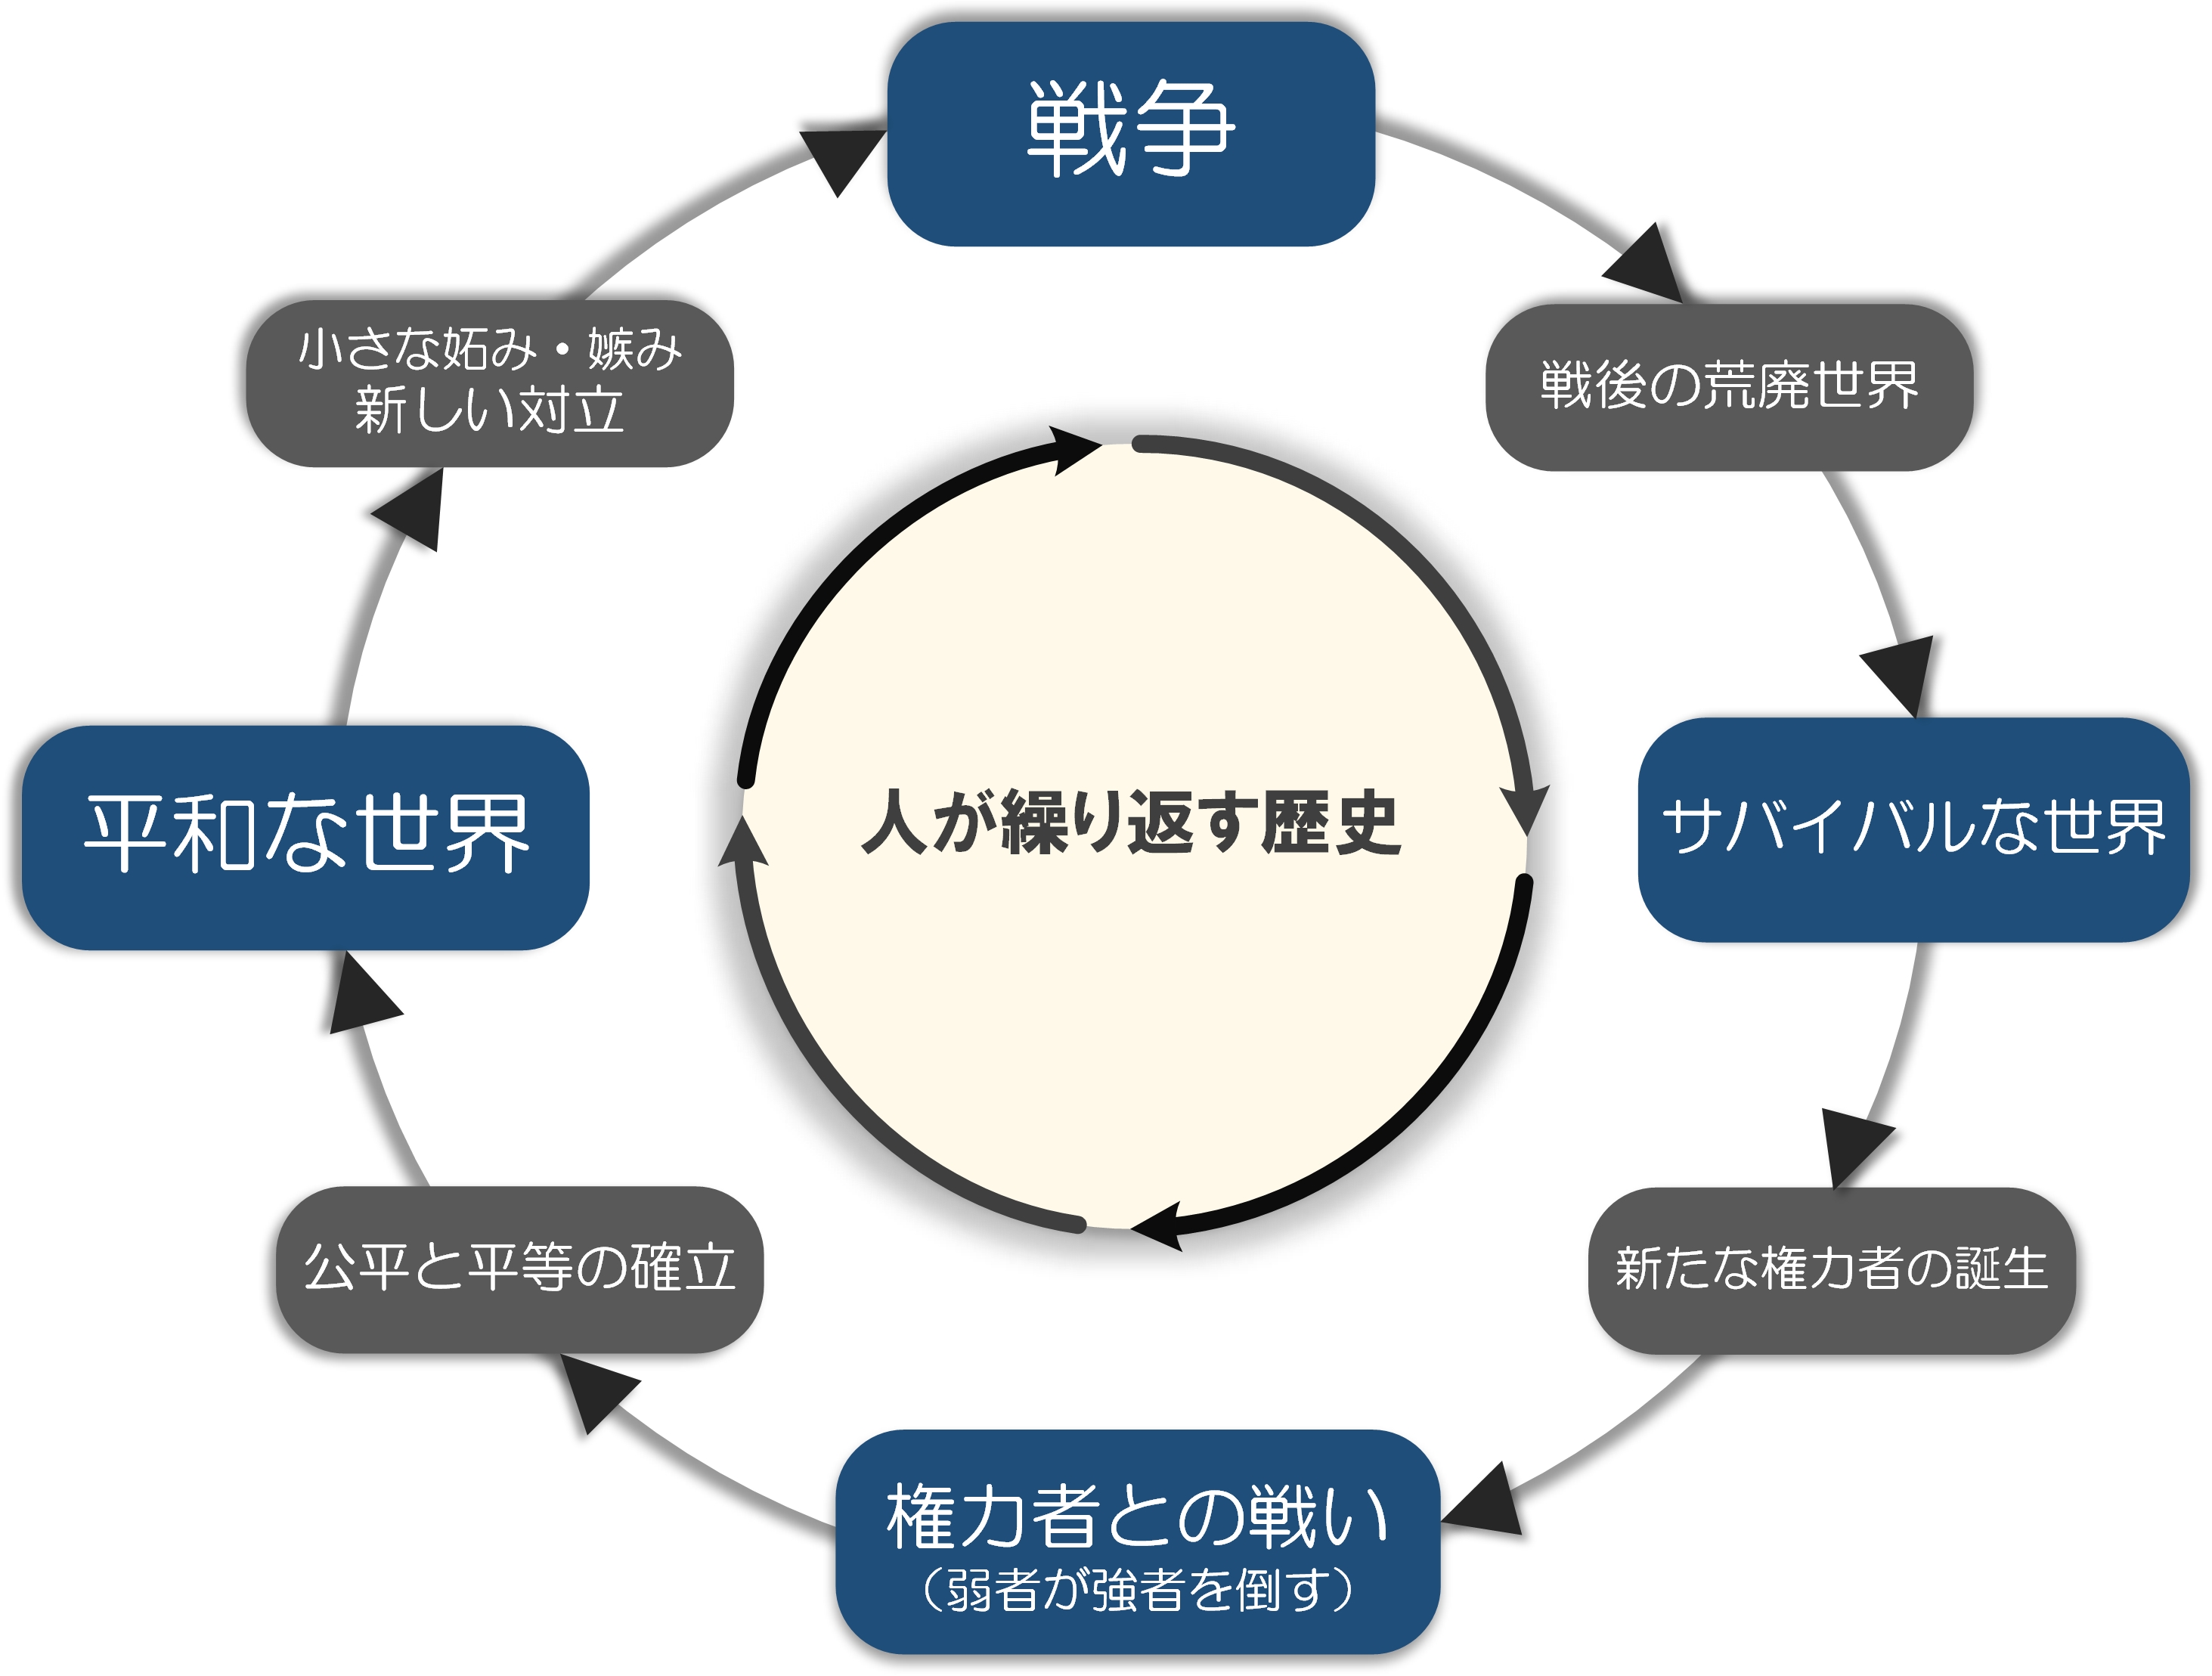 戦争
戦後の荒廃世界
サバイバルな世界
新たな権力者の誕生
権力者との戦い
（弱者が強者を倒す）
公平と平等の確立
平和な世界
小さな妬み・嫉み
新しい対立
人が繰り返す歴史